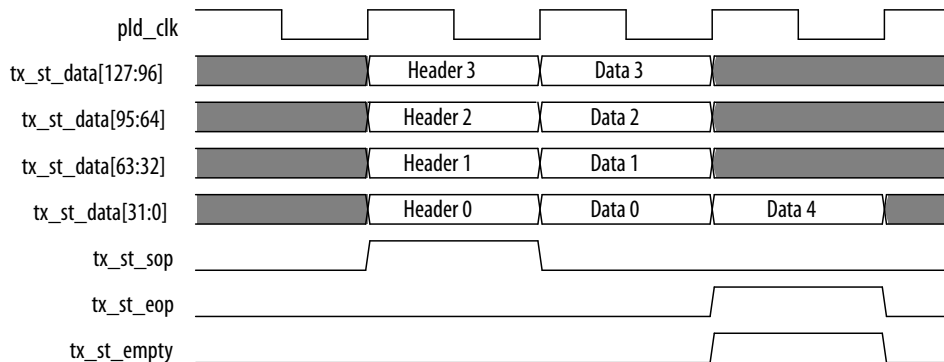 pld_clk
tx_st_data[127:96] Header 3 Data 3
tx_st_data[95:64] Header 2 Data 2
tx_st_data[63:32] Header 1 Data 1
tx_st_data[31:0] Header 0 Data 0 Data 4
tx_st_sop
tx_st_eop
tx_st_empty